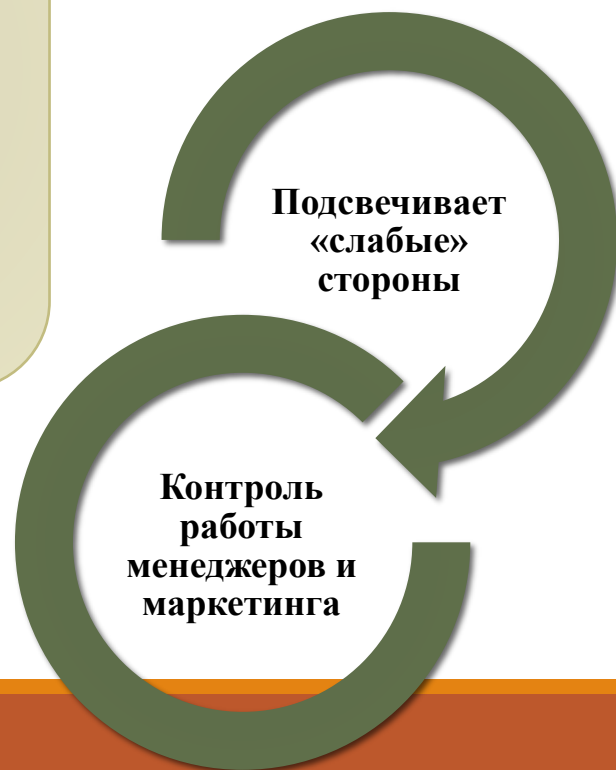 Подсвечивает
«слабые»
стороны
Контроль
работы
менеджеров и
маркетинга